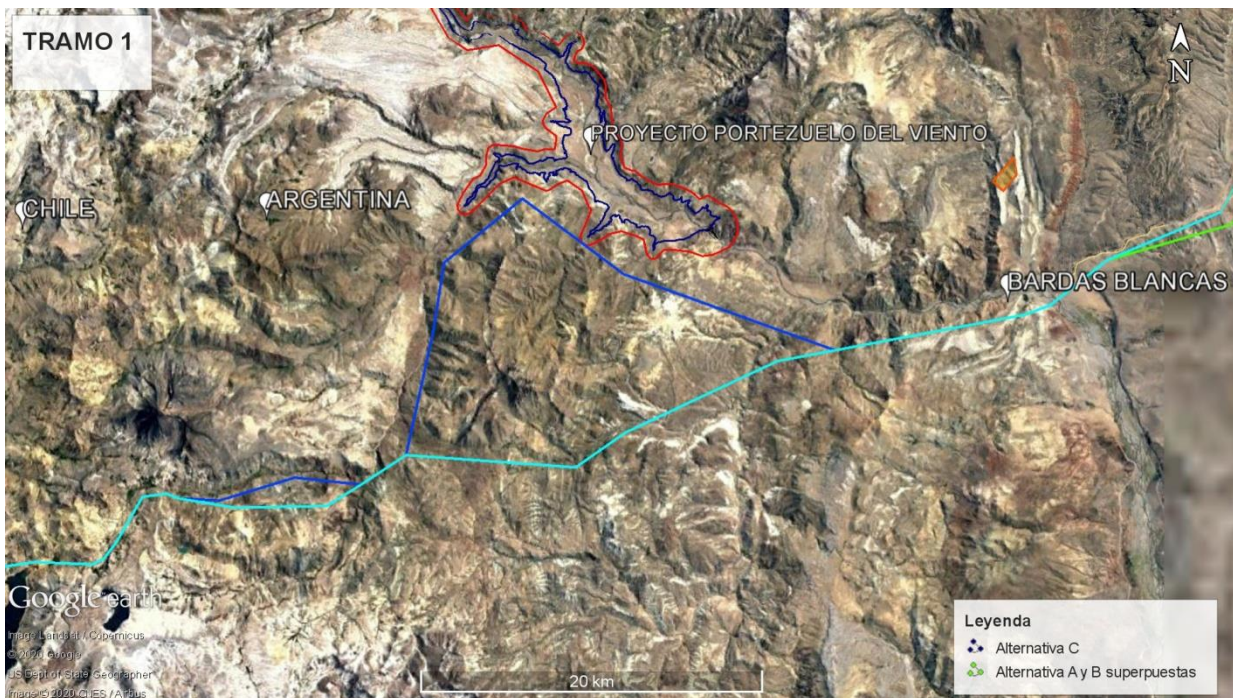 TRAMO 1
N
PROYECTO PORTEZUELO DEL VIENTO
ARGENTINA
CHILE
BARDAS BLANCAS
Google earth
Image Landsat / Copernicus
© 2020 Google
US Dept of State Geographer
Image © 2020 CNES / Airbus
20 km
Leyenda
Alternativa C
Alternativa A y B superpuestas